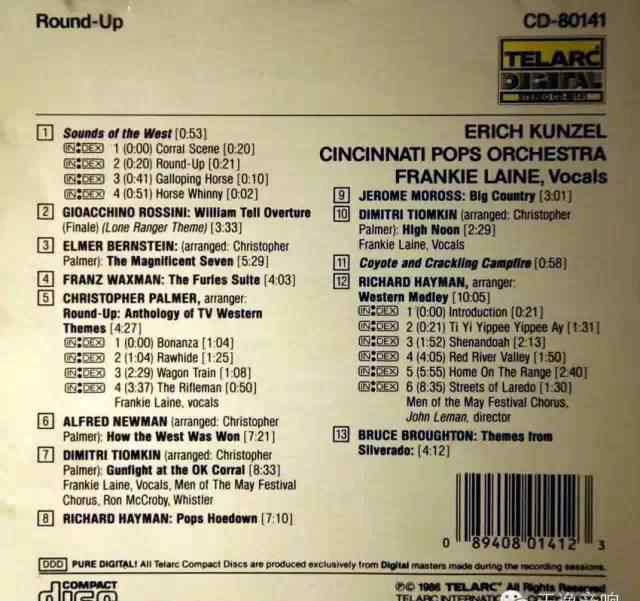 Round-Up
CD-80141
TELARC
DIGITAL
STEREO CD-80141
1 Sounds of the West [0:53]
INDEX 1 (0:00) Corral Scene [0:20]
INDEX 2 (0:20) Round-Up [0:21]
INDEX 3 (0:41) Galloping Horse [0:10]
INDEX 4 (0:51) Horse Whinny [0:02]
2 GIOACCHINO ROSSINI: William Tell Overture
(Finale) (Lone Ranger Theme) [3:33]
3 ELMER BERNSTEIN: (arranged: Christopher
Palmer): The Magnificent Seven [5:29]
4 FRANZ WAXMAN: The Furies Suite [4:03]
5 CHRISTOPHER PALMER, arranger:
Round-Up: Anthology of TV Western
Themes [4:27]
INDEX 1 (0:00) Bonanza [1:04]
INDEX 2 (1:04) Rawhide [1:25]
INDEX 3 (2:29) Wagon Train [1:08]
INDEX 4 (3:37) The Rifleman [0:50]
Frankie Laine, vocals
6 ALFRED NEWMAN (arranged: Christopher
Palmer): How the West Was Won [7:21]
7 DIMITRI TIOMKIN (arranged: Christopher
Palmer): Gunfight at the OK Corral [8:33]
Frankie Laine, Vocals, Men of The May Festival
Chorus, Ron McCroby, Whistler
8 RICHARD HAYMAN: Pops Hoedown [7:10]
ERICH KUNZEL
CINCINNATI POPS ORCHESTRA
FRANKIE LAINE, Vocals
9 JEROME MOROSS: Big Country [3:01]
10 DIMITRI TIOMKIN (arranged: Christopher
Palmer): High Noon [2:29]
Frankie Laine, Vocals
11 Coyote and Crackling Campfire [0:58]
12 RICHARD HAYMAN, arranger:
Western Medley [10:05]
INDEX 1 (0:00) Introduction [0:21]
INDEX 2 (0:21) Ti Yi Yippee Yippee Ay [1:31]
INDEX 3 (1:52) Shenandoah [2:13]
INDEX 4 (4:05) Red River Valley [1:50]
INDEX 5 (5:55) Home On The Range [2:40]
INDEX 6 (8:35) Streets of Laredo [1:30]
Men of the May Festival Chorus,
John Leman, director
13 BRUCE BROUGHTON: Themes from
Silverado: [4:12]
0 89408 01412 3
DDD PURE DIGITAL! All Telarc Compact Discs are produced exclusively from Digital masters made during the recording sessions.
COMPACT
disc
℗© 1986 TELARC® All Rights Reserved
TELARC INTERNATIONAL